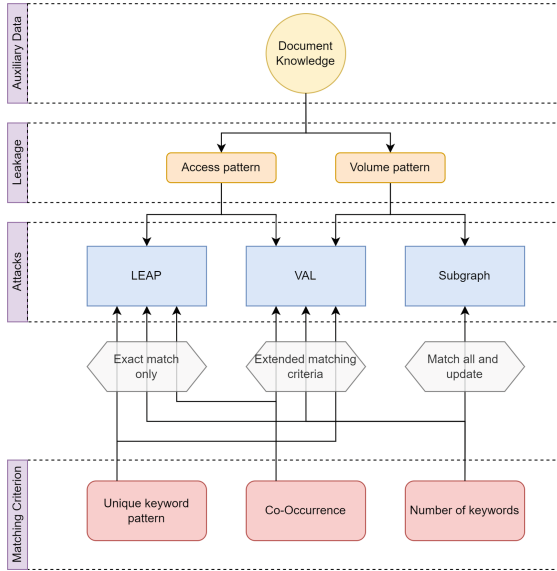 Auxiliary Data
Document
Knowledge
Leakage
Access pattern
Volume pattern
Attacks
LEAP
VAL
Subgraph
Exact match
only
Extended matching
criteria
Match all and
update
Matching Criterion
Unique keyword
pattern
Co-Occurrence
Number of keywords